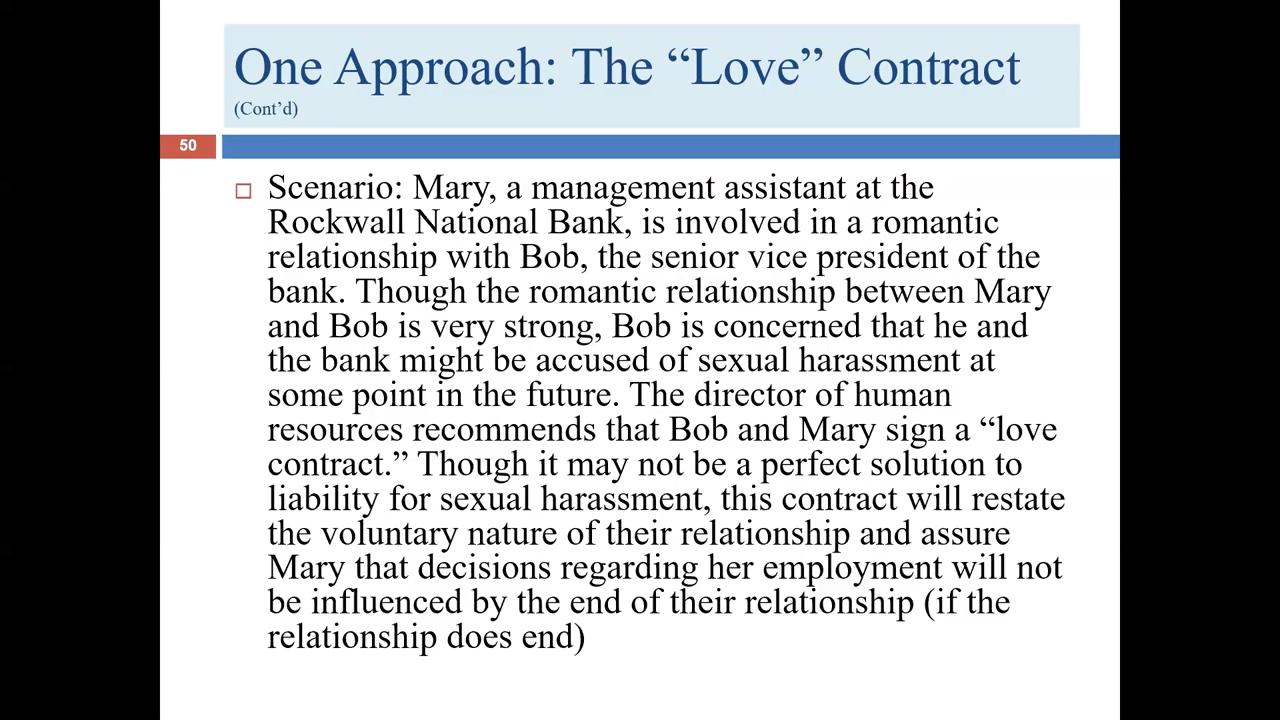 One Approach: The “Love” Contract
(Cont’d)
50
Scenario: Mary, a management assistant at the
Rockwall National Bank, is involved in a romantic
relationship with Bob, the senior vice president of the
bank. Though the romantic relationship between Mary
and Bob is very strong, Bob is concerned that he and
the bank might be accused of sexual harassment at
some point in the future. The director of human
resources recommends that Bob and Mary sign a “love
contract.” Though it may not be a perfect solution to
liability for sexual harassment, this contract will restate
the voluntary nature of their relationship and assure
Mary that decisions regarding her employment will not
be influenced by the end of their relationship (if the
relationship does end)